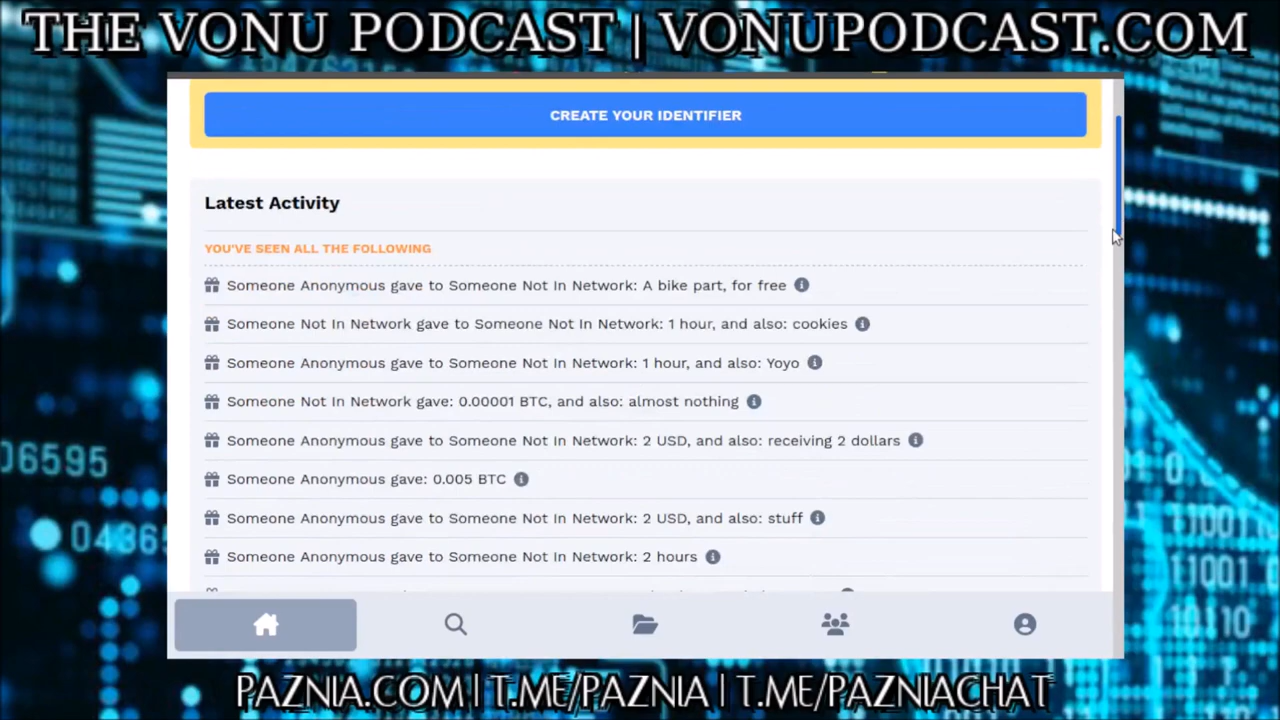 THE VONU PODCAST | VONUPODCAST.COM
CREATE YOUR IDENTIFIER
Latest Activity
YOU'VE SEEN ALL THE FOLLOWING
Someone Anonymous gave to Someone Not In Network: A bike part, for free
Someone Not In Network gave to Someone Not In Network: 1 hour, and also: cookies
Someone Anonymous gave to Someone Not In Network: 1 hour, and also: Yoyo
Someone Not In Network gave: 0.00001 BTC, and also: almost nothing
Someone Anonymous gave to Someone Not In Network: 2 USD, and also: receiving 2 dollars
06595
Someone Anonymous gave: 0.005 BTC
Someone Anonymous gave to Someone Not In Network: 2 USD, and also: stuff
04365
Someone Anonymous gave to Someone Not In Network: 2 hours
11001
10110
PAZNIA.COM | T.ME/PAZNIA | T.ME/PAZNIACHAT